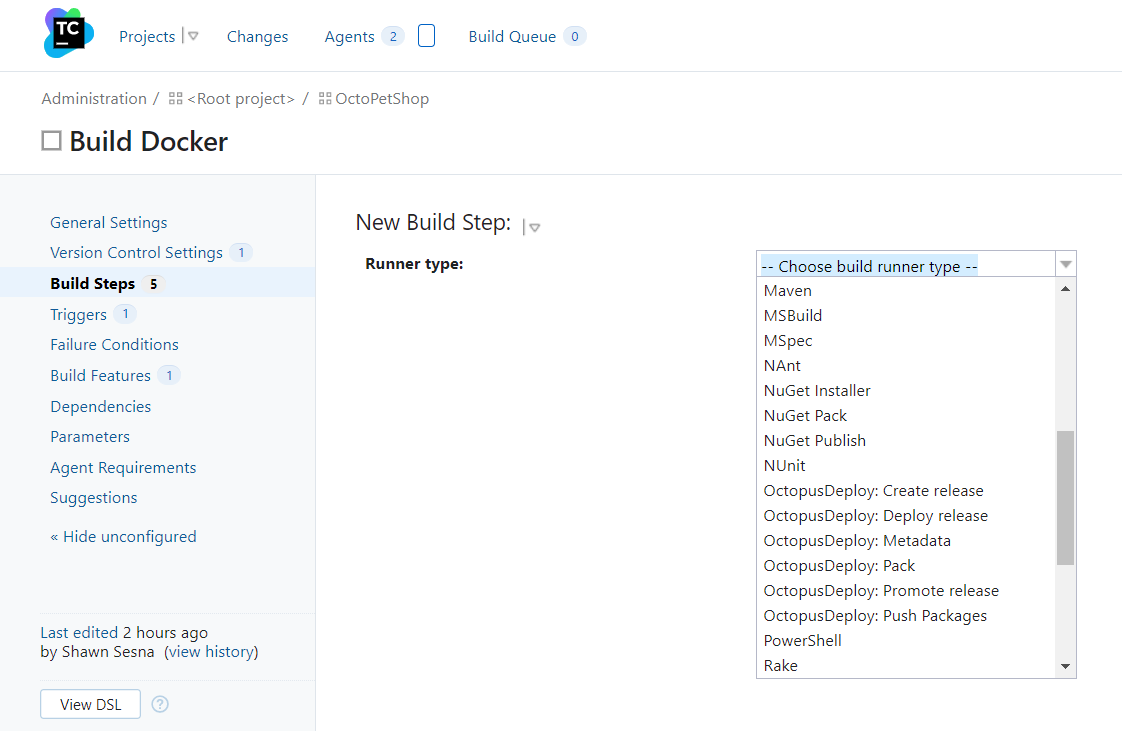 TC
Projects
Changes
Agents 2
Build Queue 0
Administration / <Root project> / OctoPetShop
Build Docker
General Settings
Version Control Settings 1
Build Steps 5
Triggers 1
Failure Conditions
Build Features 1
Dependencies
Parameters
Agent Requirements
Suggestions
« Hide unconfigured
Last edited 2 hours ago
by Shawn Sesna (view history)
View DSL ?
New Build Step:
Runner type:
-- Choose build runner type --
Maven
MSBuild
MSpec
NAnt
NuGet Installer
NuGet Pack
NuGet Publish
NUnit
OctopusDeploy: Create release
OctopusDeploy: Deploy release
OctopusDeploy: Metadata
OctopusDeploy: Pack
OctopusDeploy: Promote release
OctopusDeploy: Push Packages
PowerShell
Rake